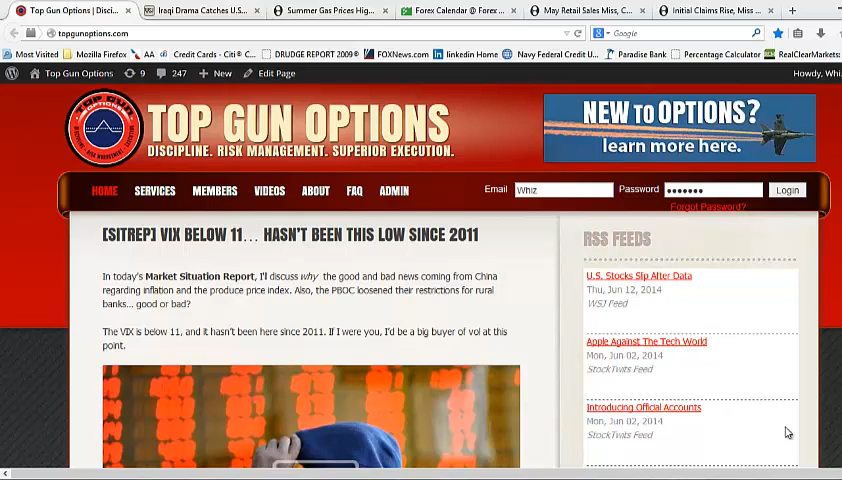 Top Gun Options | Disci...
Iraqi Drama Catches U.S...
Summer Gas Prices Hig...
Forex Calendar @ Forex ...
May Retail Sales Miss, C...
Initial Claims Rise, Miss ...
topgunoptions.com
Google
Most Visited
Mozilla Firefox
AA
Credit Cards - Citi® C...
DRUDGE REPORT 2009®
FOXNews.com
linkedin Home
Navy Federal Credit U...
Paradise Bank
Percentage Calculator
RealClearMarkets:
Top Gun Options
9
247
New
Edit Page
Howdy, Whi
TOP GUN OPTIONS
DISCIPLINE. RISK MANAGEMENT. SUPERIOR EXECUTION.
NEW TO OPTIONS?
learn more here.
HOME
SERVICES
MEMBERS
VIDEOS
ABOUT
FAQ
ADMIN
Email
Whiz
Password
•••••••
Login
Forgot Password?
[SITREP] VIX BELOW 11... HASN'T BEEN THIS LOW SINCE 2011
In today's Market Situation Report, I'll discuss why the good and bad news coming from China
regarding inflation and the produce price index. Also, the PBOC loosened their restrictions for rural
banks... good or bad?
The VIX is below 11, and it hasn't been here since 2011. If I were you, I'd be a big buyer of vol at this
point.
RSS FEEDS
U.S. Stocks Slip After Data
Thu, Jun 12, 2014
WSJ Feed
Apple Against The Tech World
Mon, Jun 02, 2014
StockTwits Feed
Introducing Official Accounts
Mon, Jun 02, 2014
StockTwits Feed